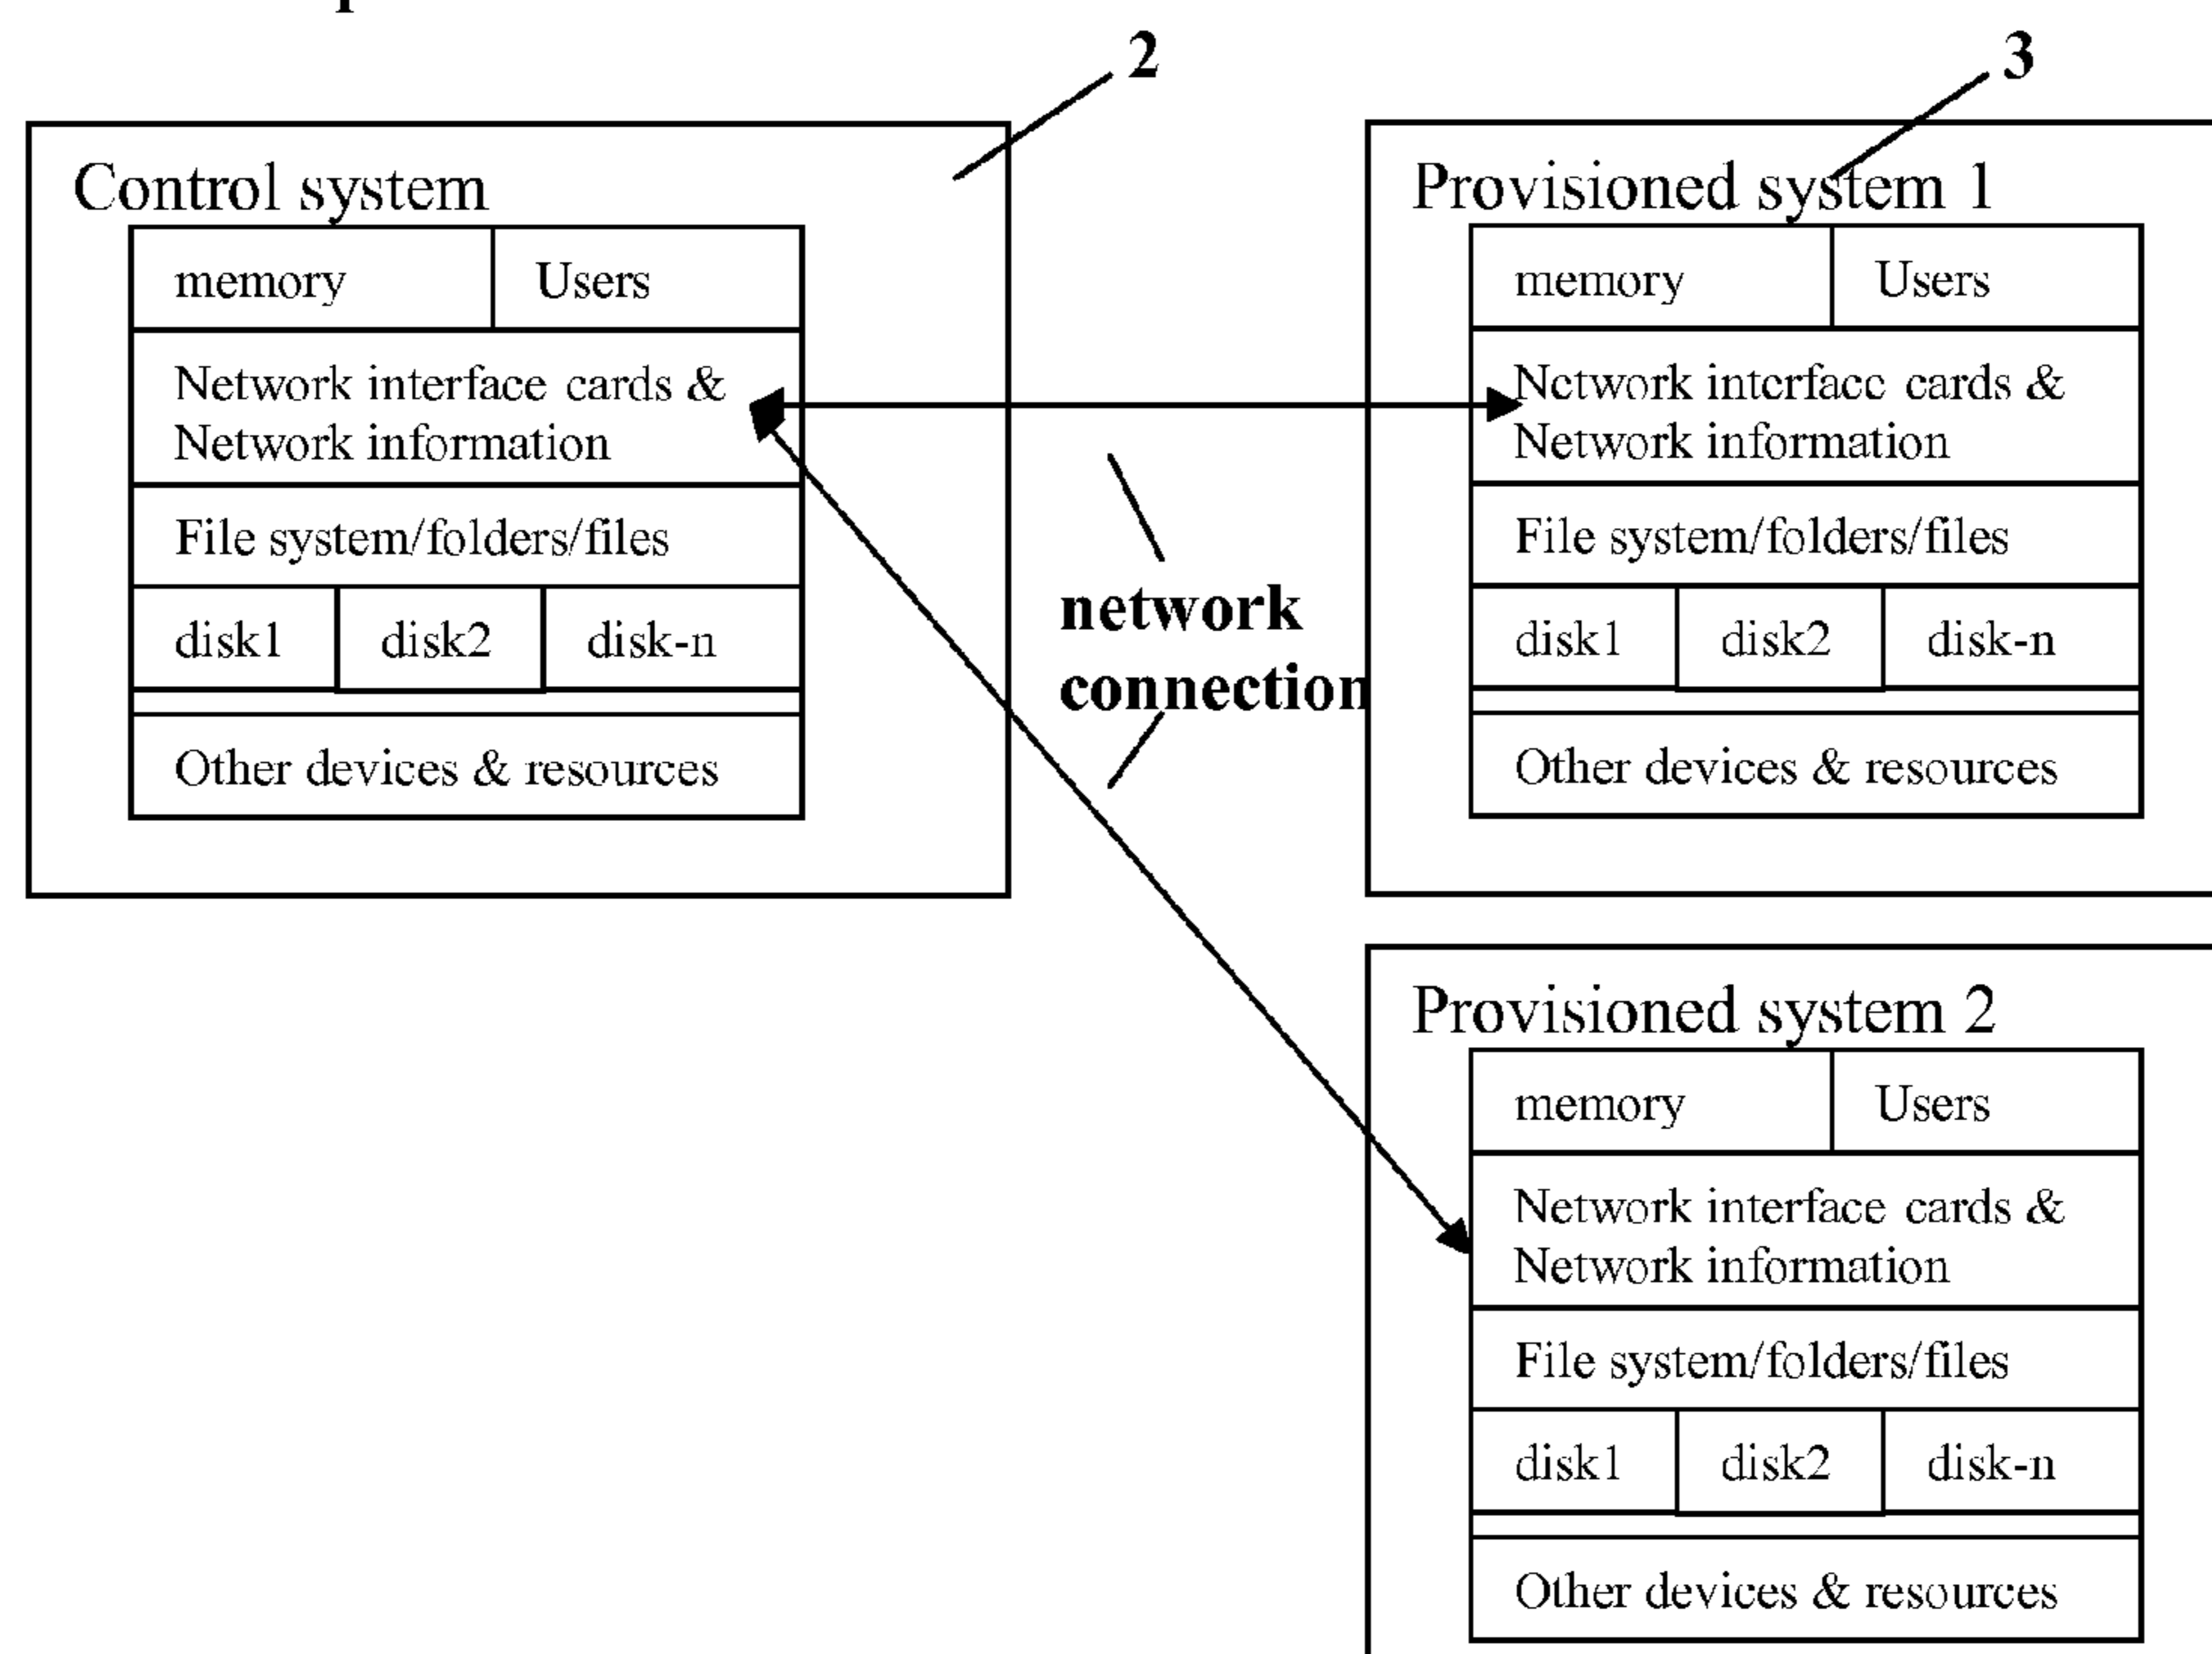 2
3
Control system
memory
Users
Network interface cards &
Network information
File system/folders/files
disk1
disk2
disk-n
Other devices & resources
network
connection
Provisioned system 1
memory
Users
Network interface cards &
Network information
File system/folders/files
disk1
disk2
disk-n
Other devices & resources
Provisioned system 2
memory
Users
Network interface cards &
Network information
File system/folders/files
disk1
disk2
disk-n
Other devices & resources